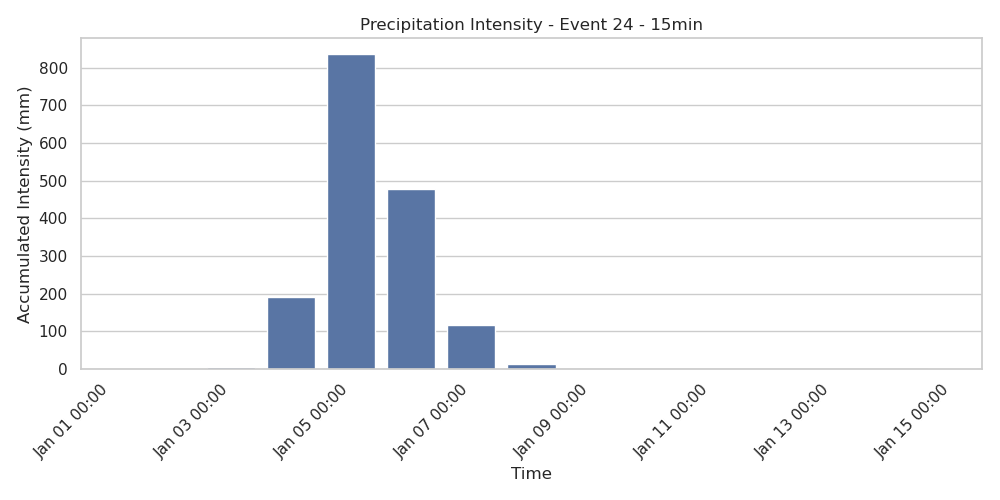 Precipitation Intensity - Event 24 - 15min
Accumulated Intensity (mm)
800
700
600
500
400
300
200
100
0
Jan 01 00:00
Jan 03 00:00
Jan 05 00:00
Jan 07 00:00
Jan 09 00:00
Jan 11 00:00
Jan 13 00:00
Jan 15 00:00
Time